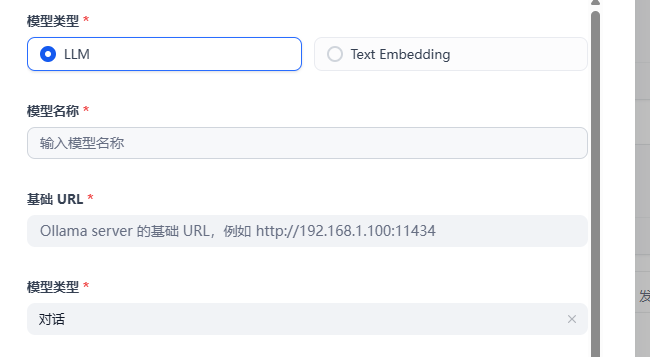 模型类型 *
LLM
Text Embedding
模型名称 *
输入模型名称
基础 URL *
Ollama server 的基础 URL，例如 http://192.168.1.100:11434
模型类型 *
对话
发